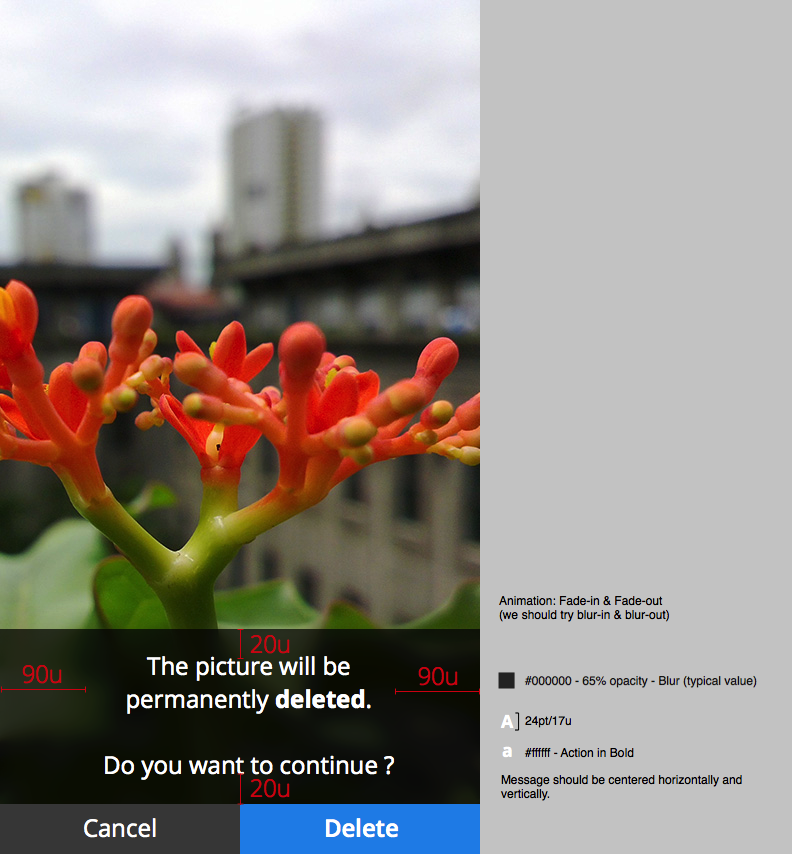 20u
The picture will be
90u
permanently deleted.
90u
Do you want to continue ?
20u
Cancel
Delete
Animation: Fade-in & Fade-out
(we should try blur-in & blur-out)
#000000 - 65% opacity - Blur (typical value)
A
24pt/17u
a
#ffffff - Action in Bold
Message should be centered horizontally and
vertically.